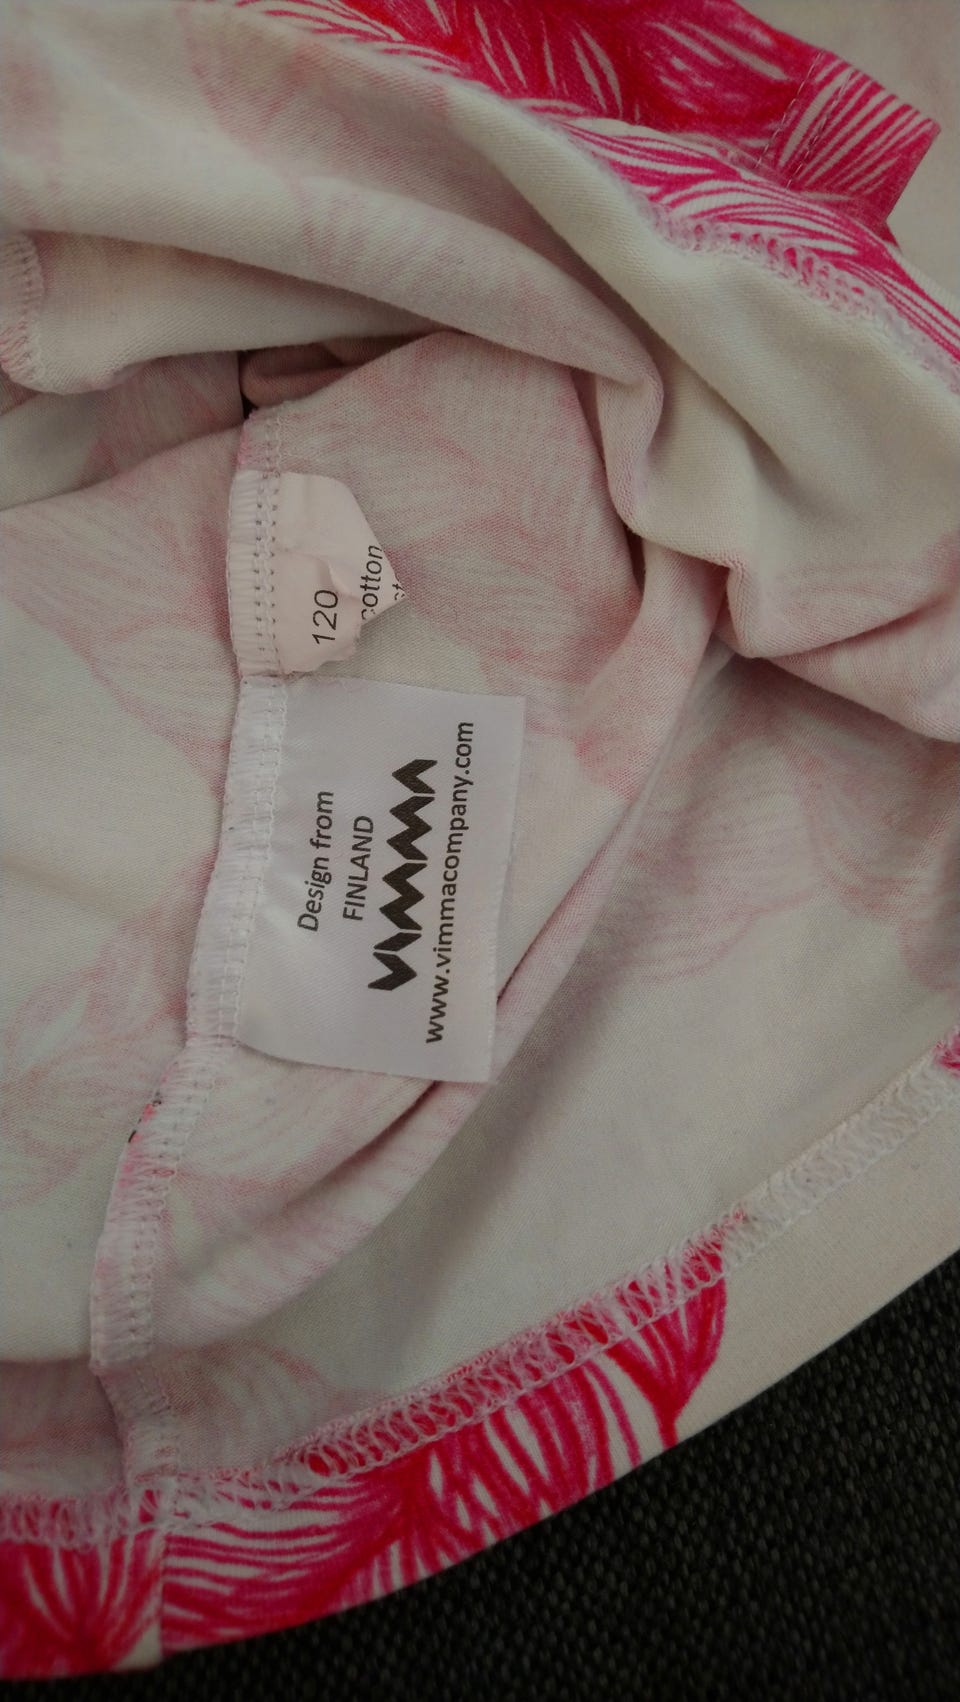 120
cotton
Design from
FINLAND
VIMMA
www.vimmacompany.com